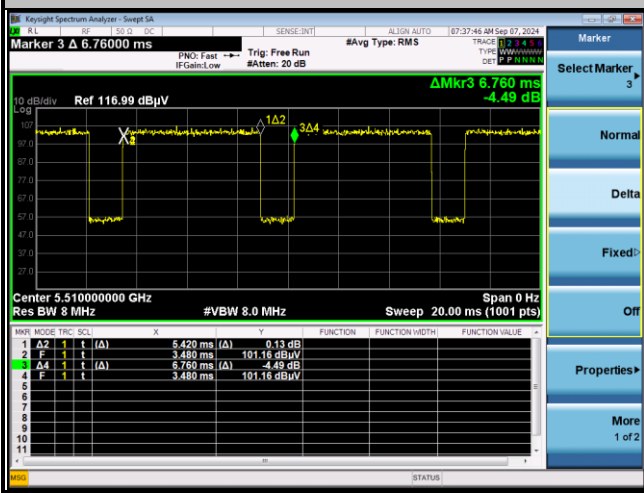 Keysight Spectrum Analyzer - Swept SA
RL RF 50 Ω DC SENSE:INT ALIGN AUTO 07:37:46 AM Sep 07, 2024
Marker 3 Δ 6.76000 ms #Avg Type: RMS TRACE 1 2 3 4 5 6
PNO: Fast Trig: Free Run TYPE
IFGain:Low #Atten: 20 dB DET P P N N N N
ΔMkr3 6.760 ms
-4.49 dB
10 dB/div Ref 116.99 dBµV
Log
107
97.0
87.0
77.0
67.0
57.0
47.0
37.0
27.0
1Δ2
3Δ4
Center 5.510000000 GHz Span 0 Hz
Res BW 8 MHz #VBW 8.0 MHz Sweep 20.00 ms (1001 pts)
MKR MODE TRC SCL X Y FUNCTION FUNCTION WIDTH FUNCTION VALUE
1 Δ2 1 t (Δ) 5.420 ms (Δ) 0.13 dB
2 F 1 t 3.480 ms 101.16 dBµV
3 Δ4 1 t (Δ) 6.760 ms (Δ) -4.49 dB
4 F 1 t 3.480 ms 101.16 dBµV
5
6
7
8
9
10
11
MSG STATUS
Marker
Select Marker
3
Normal
Delta
Fixed
Off
Properties
More
1 of 2